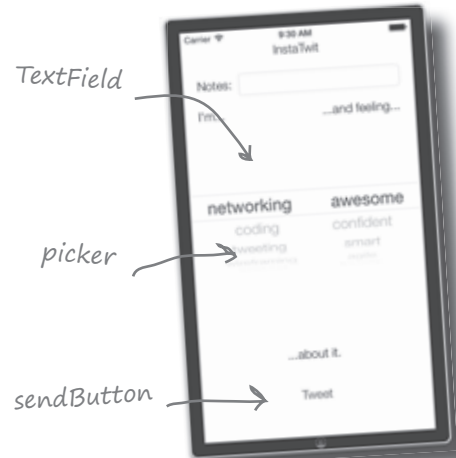 Carrier 9:30 AM
InstaTwit
TextField
Notes:
I'm... ...and feeling...
networking awesome
coding confident
picker
tweeting smart
...about it.
sendButton
Tweet